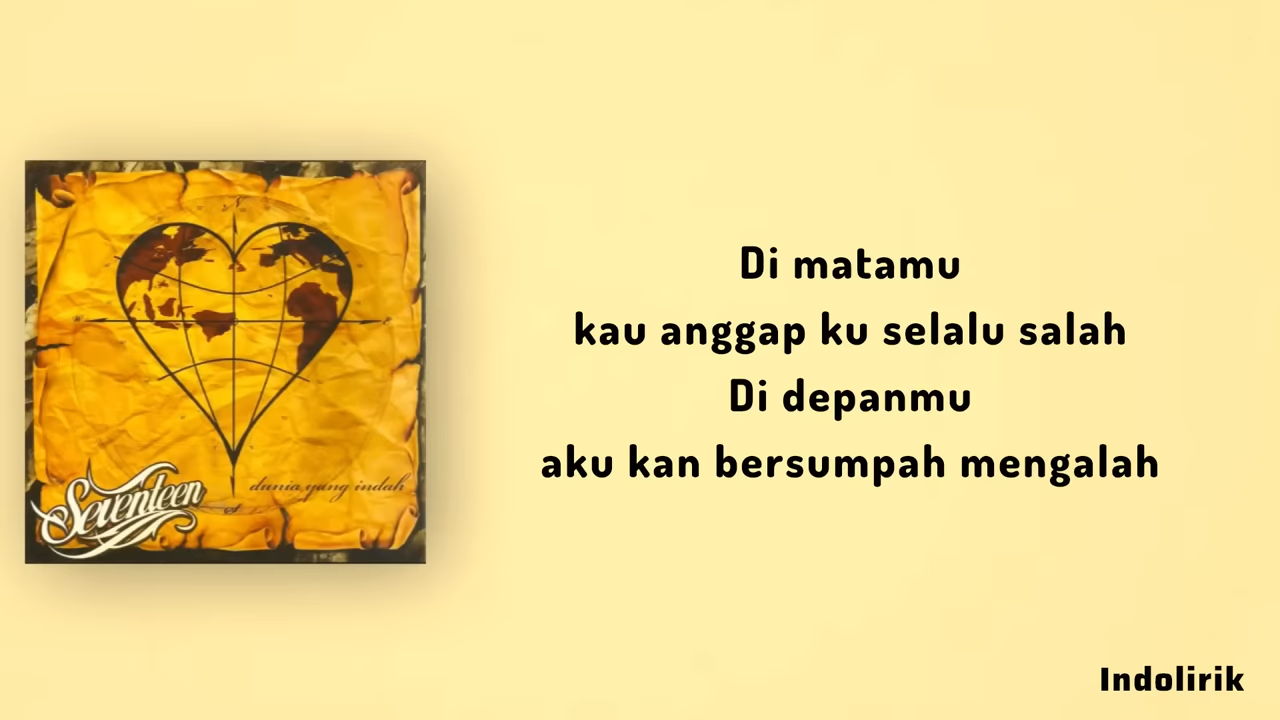 Di matamu
kau anggap ku selalu salah
Di depanmu
aku kan bersumpah mengalah
Seventeen
dunia yang indah
Indolirik